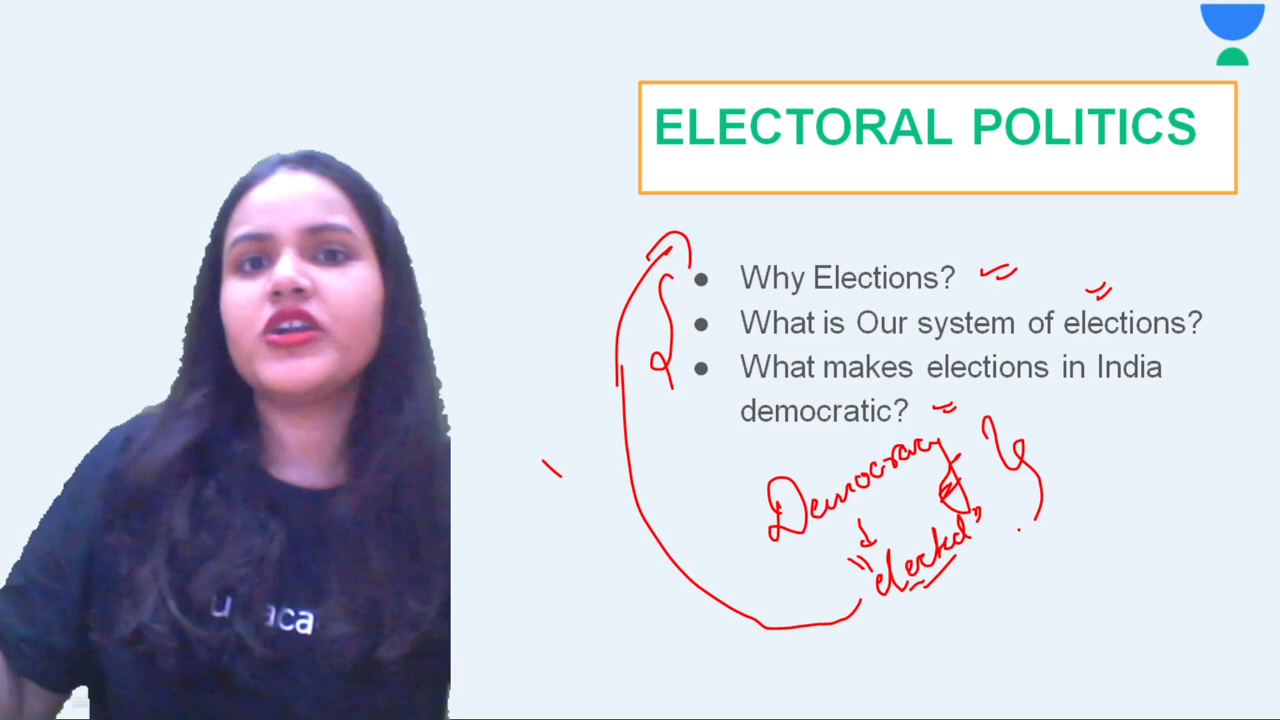 ELECTORAL POLITICS
• Why Elections?
• What is Our system of elections?
• What makes elections in India
democratic?
Democracy
"elected"